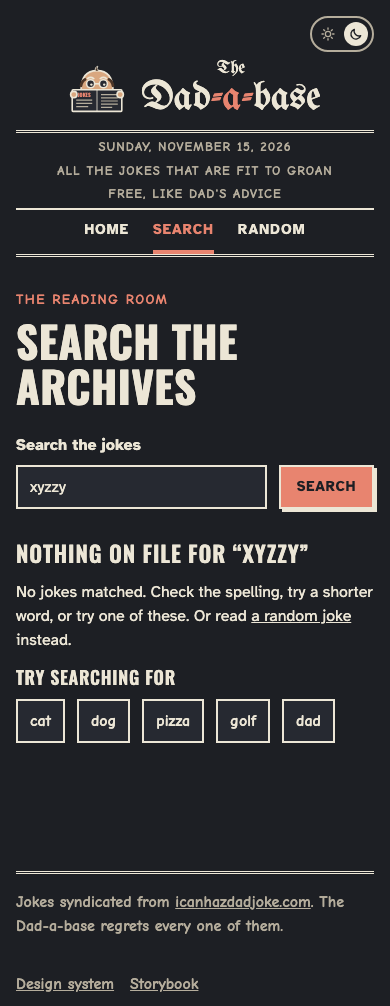 The
Dad-a-base
JOKES
SUNDAY, NOVEMBER 15, 2026
ALL THE JOKES THAT ARE FIT TO GROAN
FREE, LIKE DAD'S ADVICE
HOME SEARCH RANDOM
THE READING ROOM
SEARCH THE
ARCHIVES
Search the jokes
xyzzy SEARCH
NOTHING ON FILE FOR “XYZZY”
No jokes matched. Check the spelling, try a shorter
word, or try one of these. Or read a random joke
instead.
TRY SEARCHING FOR
cat dog pizza golf dad
Jokes syndicated from icanhazdadjoke.com. The
Dad-a-base regrets every one of them.
Design system Storybook